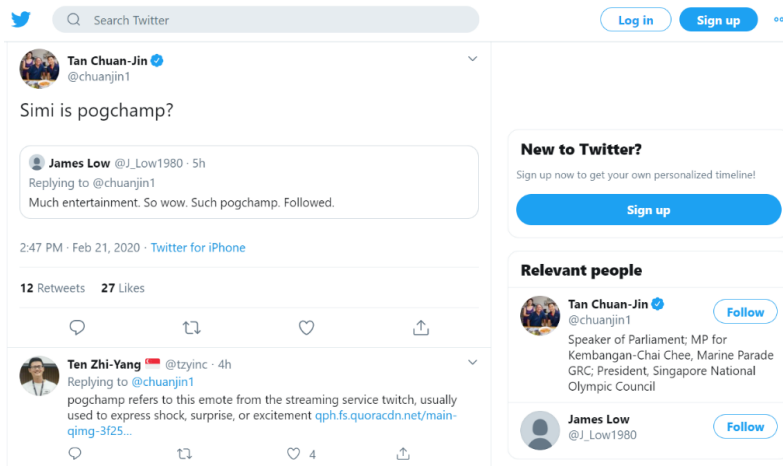 Search Twitter
Log in
Sign up
Tan Chuan-Jin
@chuanjin1
Simi is pogchamp?
James Low @J_Low1980 · 5h
Replying to @chuanjin1
Much entertainment. So wow. Such pogchamp. Followed.
2:47 PM · Feb 21, 2020 · Twitter for iPhone
12 Retweets 27 Likes
Ten Zhi-Yang 🇸🇬 @tzyinc · 4h
Replying to @chuanjin1
pogchamp refers to this emote from the streaming service twitch, usually
used to express shock, surprise, or excitement qph.fs.quoracdn.net/main-
qimg-3f25...
4
New to Twitter?
Sign up now to get your own personalized timeline!
Sign up
Relevant people
Tan Chuan-Jin
@chuanjin1
Follow
Speaker of Parliament; MP for
Kembangan-Chai Chee, Marine Parade
GRC; President, Singapore National
Olympic Council
James Low
@J_Low1980
Follow